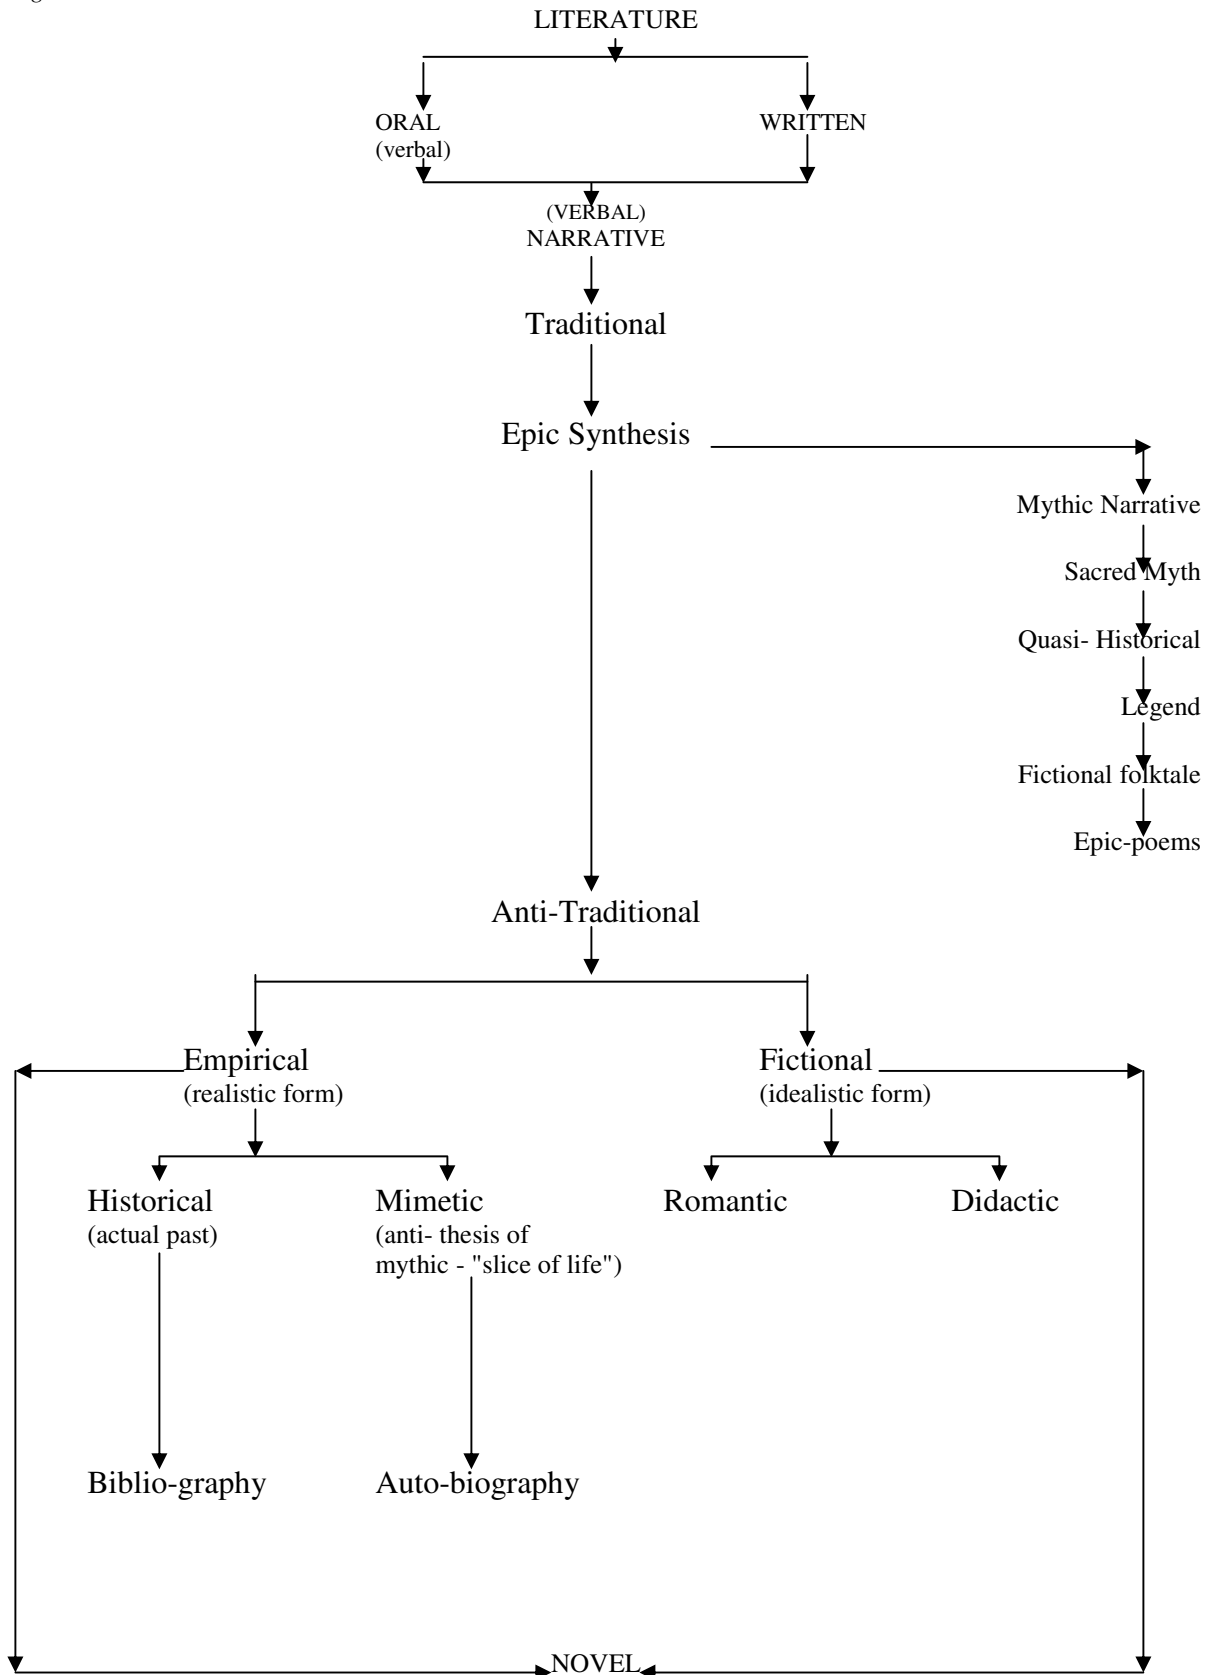 LITERATURE
ORAL
(verbal)
WRITTEN
(VERBAL)
NARRATIVE
Traditional
Epic Synthesis
Mythic Narrative
Sacred Myth
Quasi- Historical
Legend
Fictional folktale
Epic-poems
Anti-Traditional
Empirical
(realistic form)
Fictional
(idealistic form)
Historical
(actual past)
Mimetic
(anti- thesis of
mythic - "slice of life")
Romantic
Didactic
Biblio-graphy
Auto-biography
NOVEL